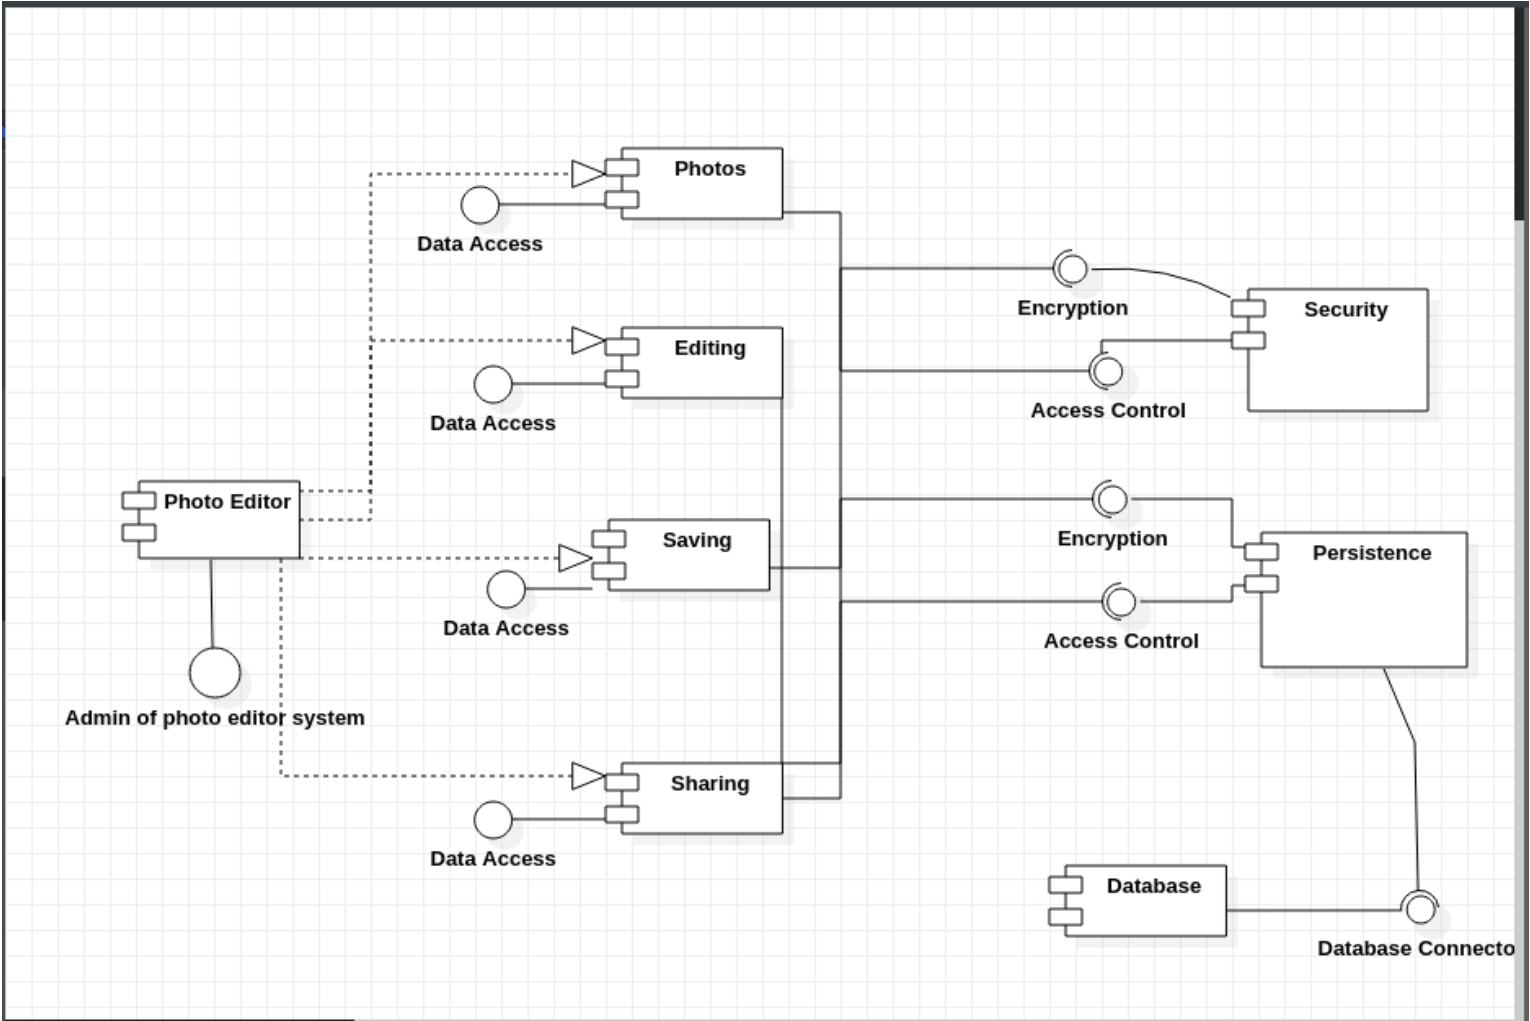 Photos
Data Access
Encryption
Security
Editing
Access Control
Data Access
Photo Editor
Saving
Encryption
Persistence
Data Access
Access Control
Admin of photo editor system
Sharing
Data Access
Database
Database Connecto